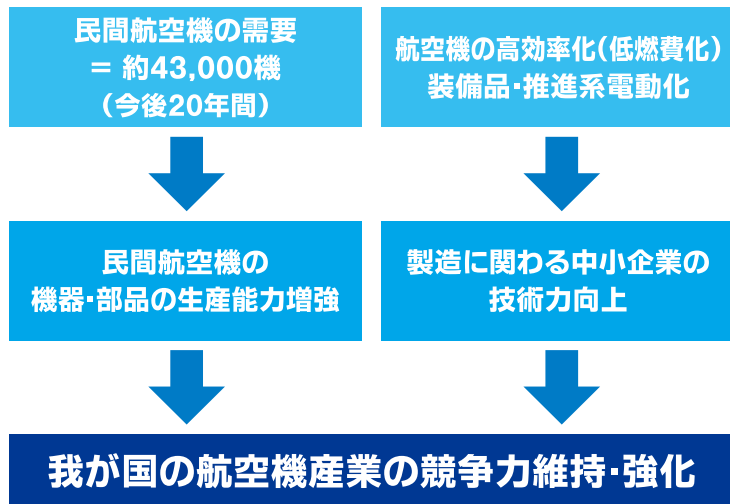 民間航空機の需要
= 約43,000機
（今後20年間）
航空機の高効率化（低燃費化）
装備品・推進系電動化
民間航空機の
機器・部品の生産能力増強
製造に関わる中小企業の
技術力向上
我が国の航空機産業の競争力維持・強化